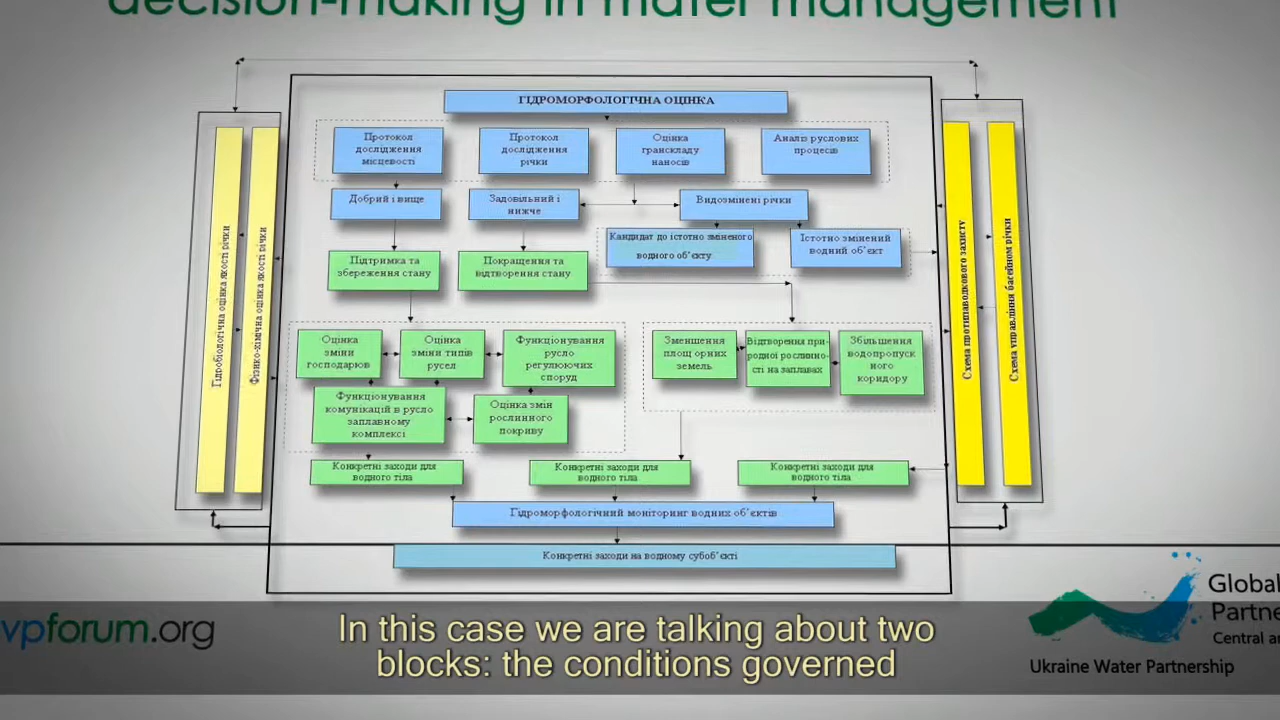 decision-making in mater management
ГІДРОМОРФОЛОГІЧНА ОЦІНКА
Протокол
дослідження
місцевості
Протокол
дослідження
річки
Оцінка
гранскладу
наносів
Аналіз руслових
процесів
Добрий і вище
Задовільний і
нижче
Видозмінені річки
Кандидат до істотно зміненого
водного об'єкту
Істотно змінений
водний об'єкт
Підтримка та
збереження стану
Покращення та
відтворення стану
Оцінка
зміни
господарюв
Оцінка
зміни типів
русел
Функціонування
русло
регулюючих
споруд
Функціонування
комунікацій в русло
заплавному
комплексі
Оцінка змін
рослинного
покриву
Зменшення
площ орних
земель
Відтворення при-
родної рослинно-
сті на заплавах
Збільшення
водопропуск
ного
коридору
Конкретні заходи для
водного тіла
Конкретні заходи для
водного тіла
Конкретні заходи для
водного тіла
Гідроморфологічний моніторинг водних об'єктів
Конкретні заходи на водному субоб'єкті
Гідробіологічна оцінка якості річки
Фізико-хімічна оцінка якості річки
Схема протипаводкового захисту
Схема управління басейном річки
vpforum.org
Global
Partne
Central a
Ukraine Water Partnership
In this case we are talking about two
blocks: the conditions governed